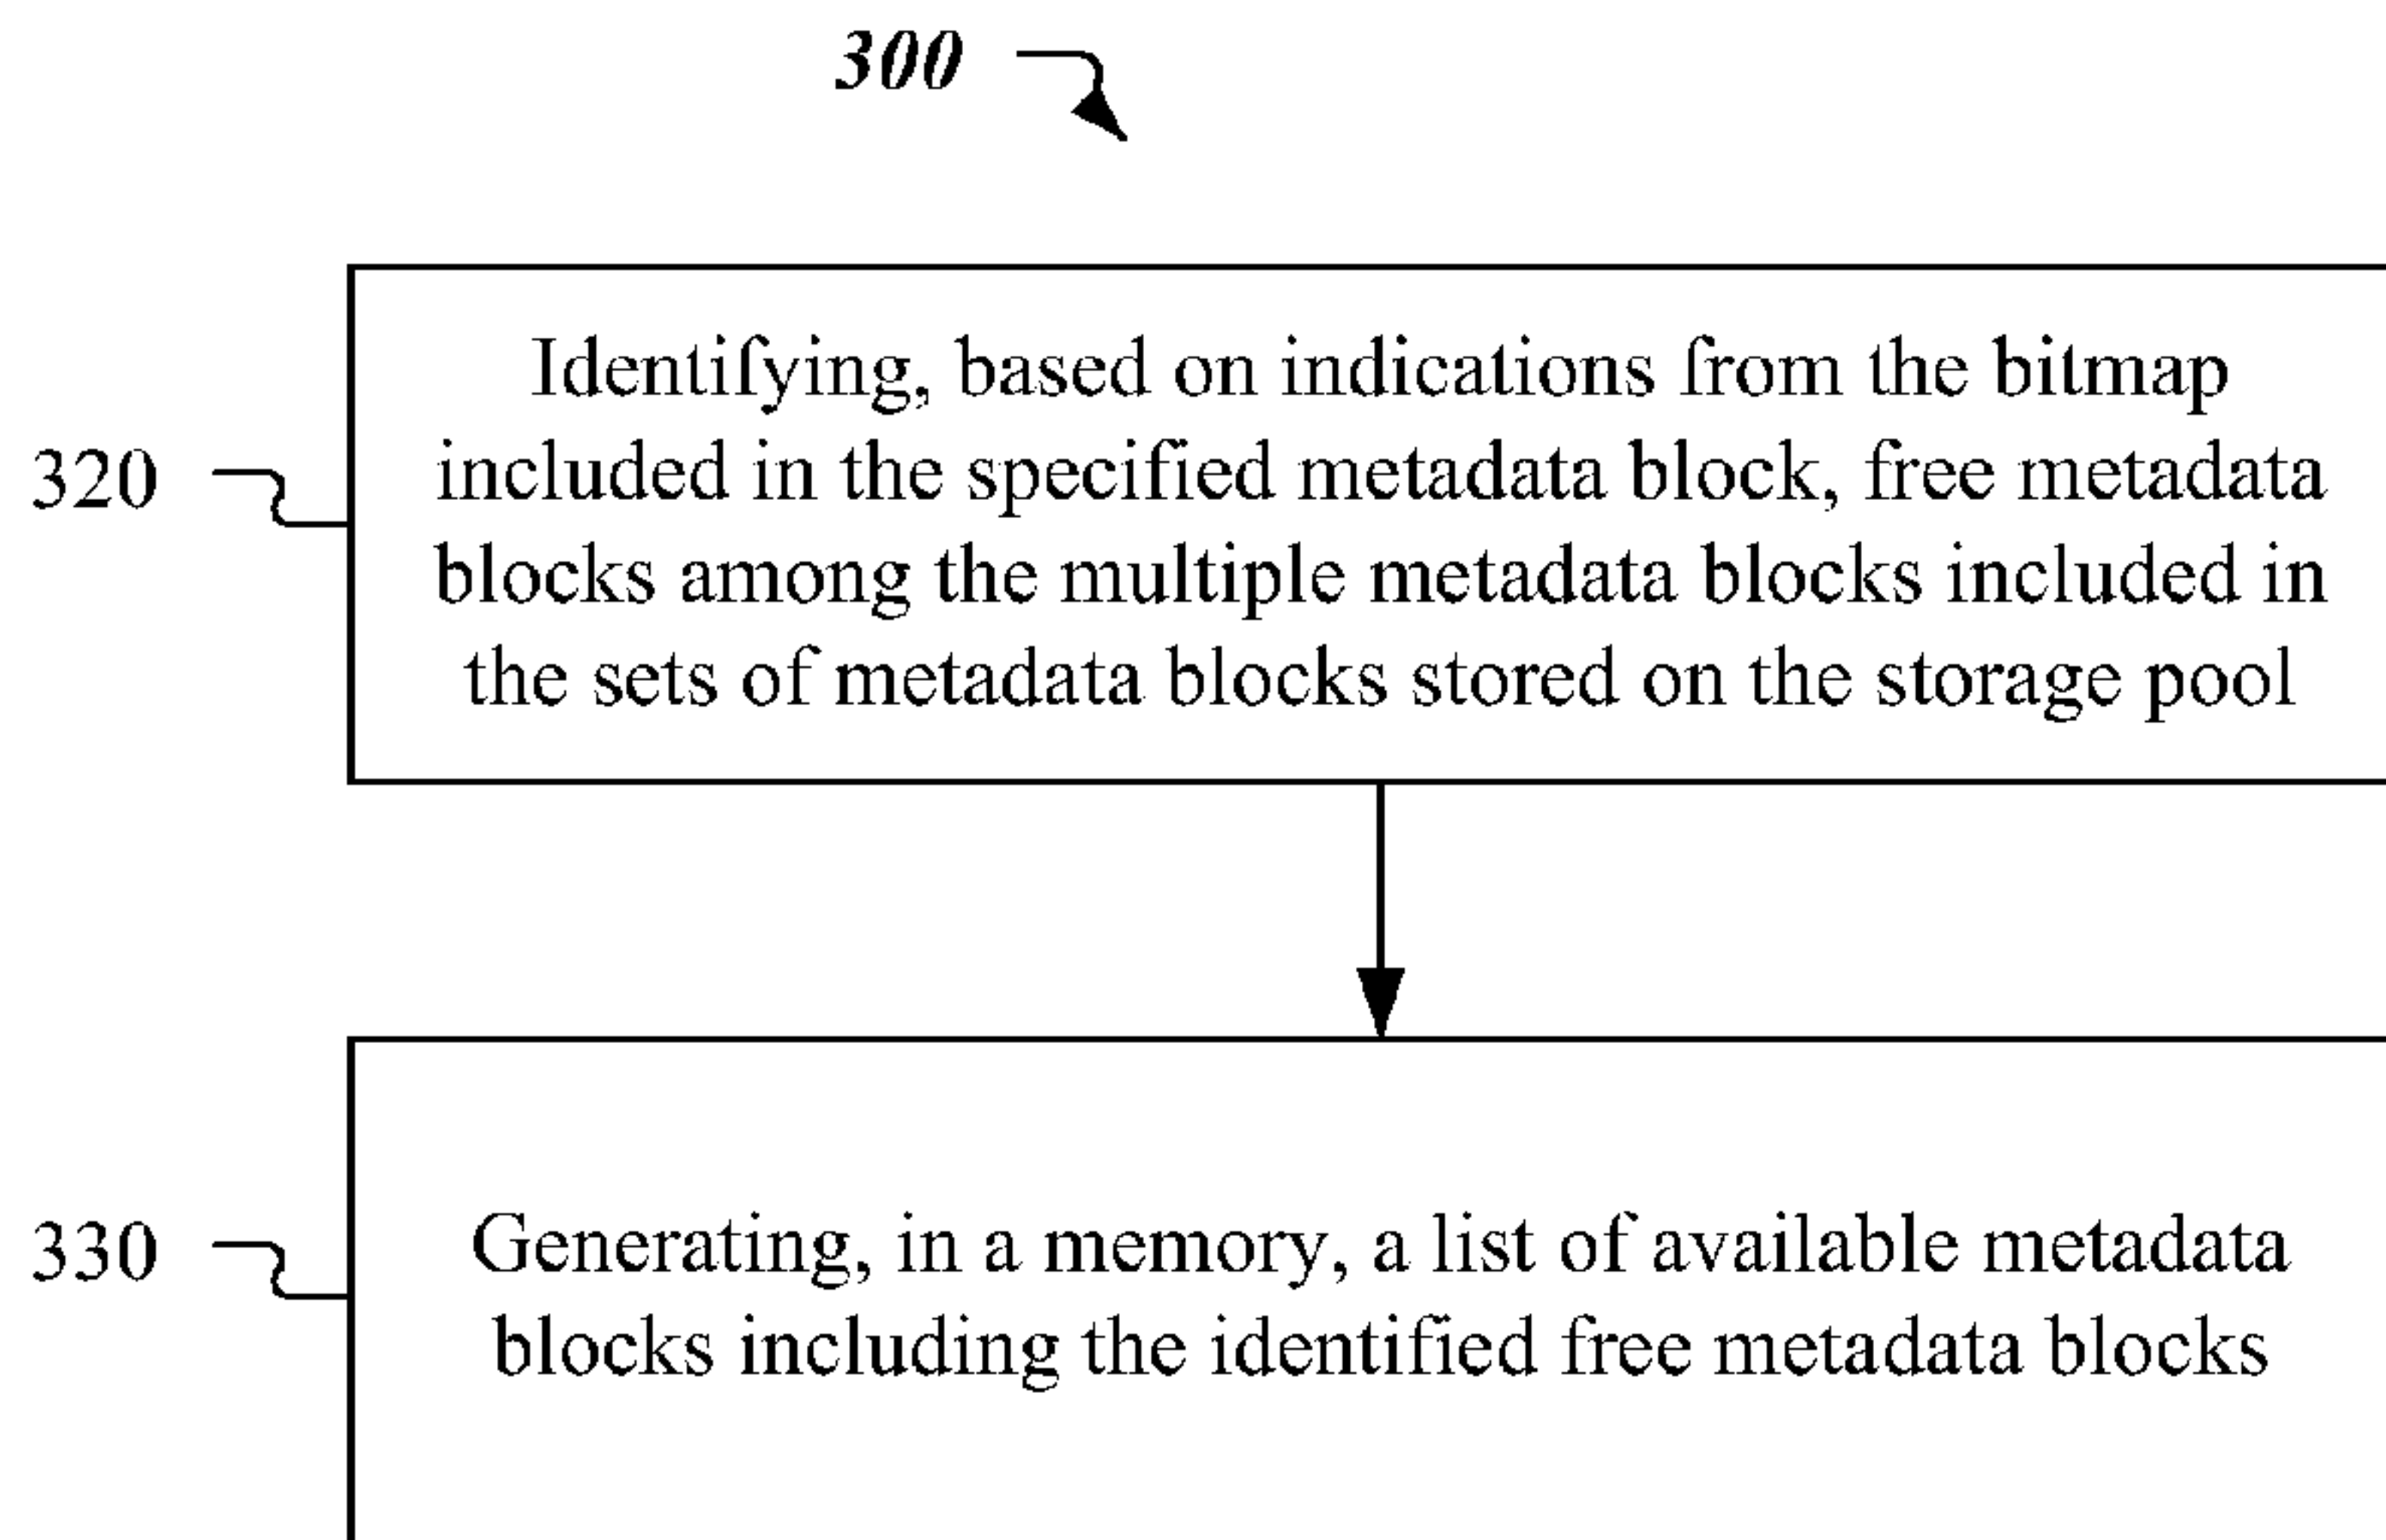 300
320
Identifying, based on indications from the bitmap
included in the specified metadata block, free metadata
blocks among the multiple metadata blocks included in
the sets of metadata blocks stored on the storage pool
330
Generating, in a memory, a list of available metadata
blocks including the identified free metadata blocks